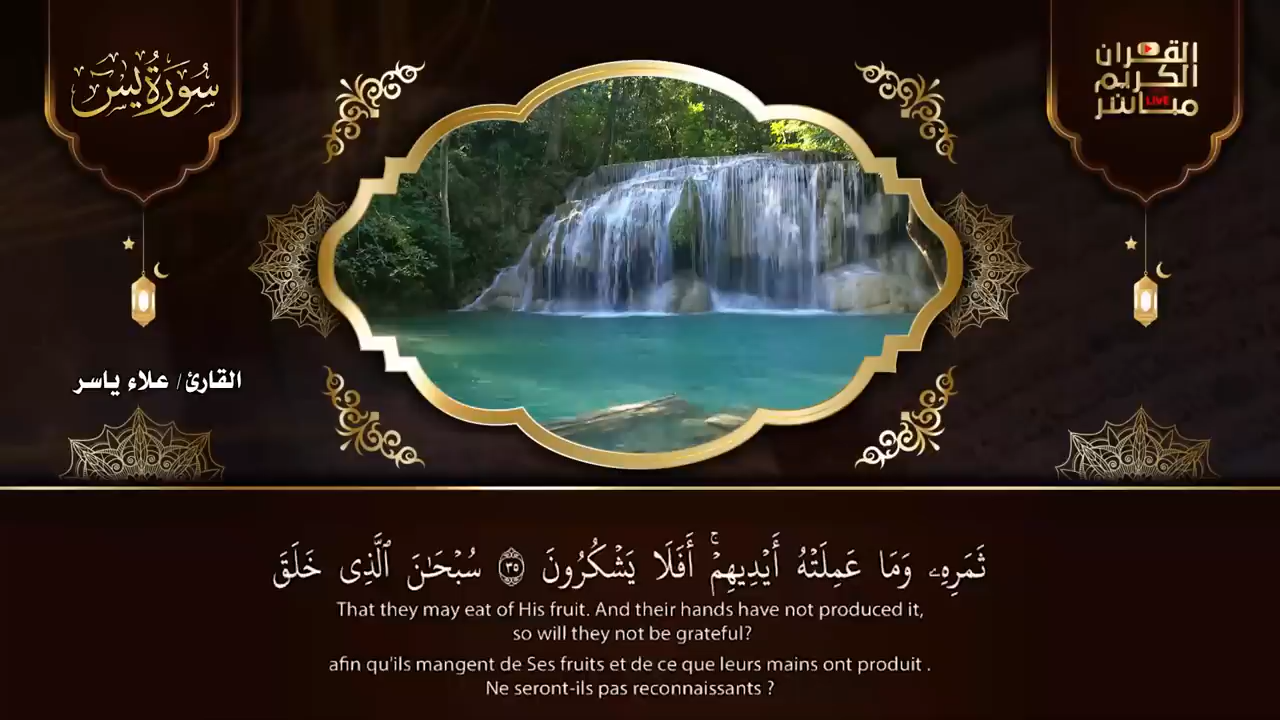 سُورَةُ يسٓ
القرآن
الكريم
مباشر
LIVE
القارئ/ علاء ياسر
ثَمَرِهِۦ وَمَا عَمِلَتْهُ أَيْدِيهِمْ ۚ أَفَلَا يَشْكُرُونَ ٣٥ سُبْحَٰنَ ٱلَّذِى خَلَقَ
That they may eat of His fruit. And their hands have not produced it,
so will they not be grateful?
afin qu'ils mangent de Ses fruits et de ce que leurs mains ont produit .
Ne seront-ils pas reconnaissants ?